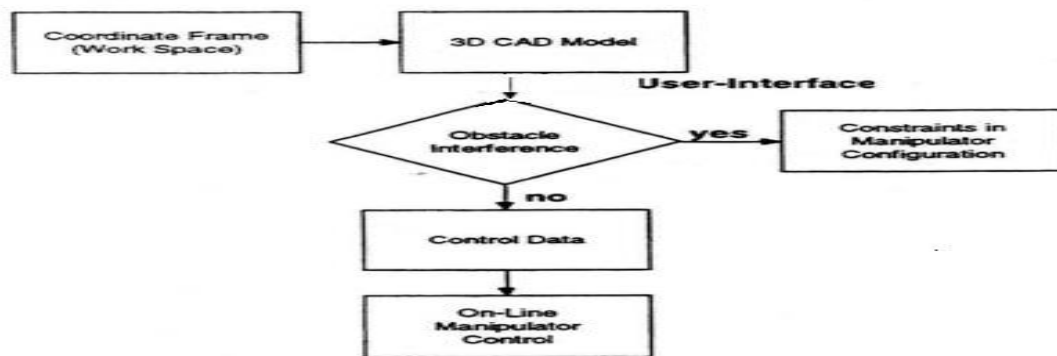 Coordinate Frame
(Work Space)
3D CAD Model
User-Interface
Obstacle
Interference
yes
Constraints in
Manipulator
Configuration
no
Control Data
On-Line
Manipulator
Control